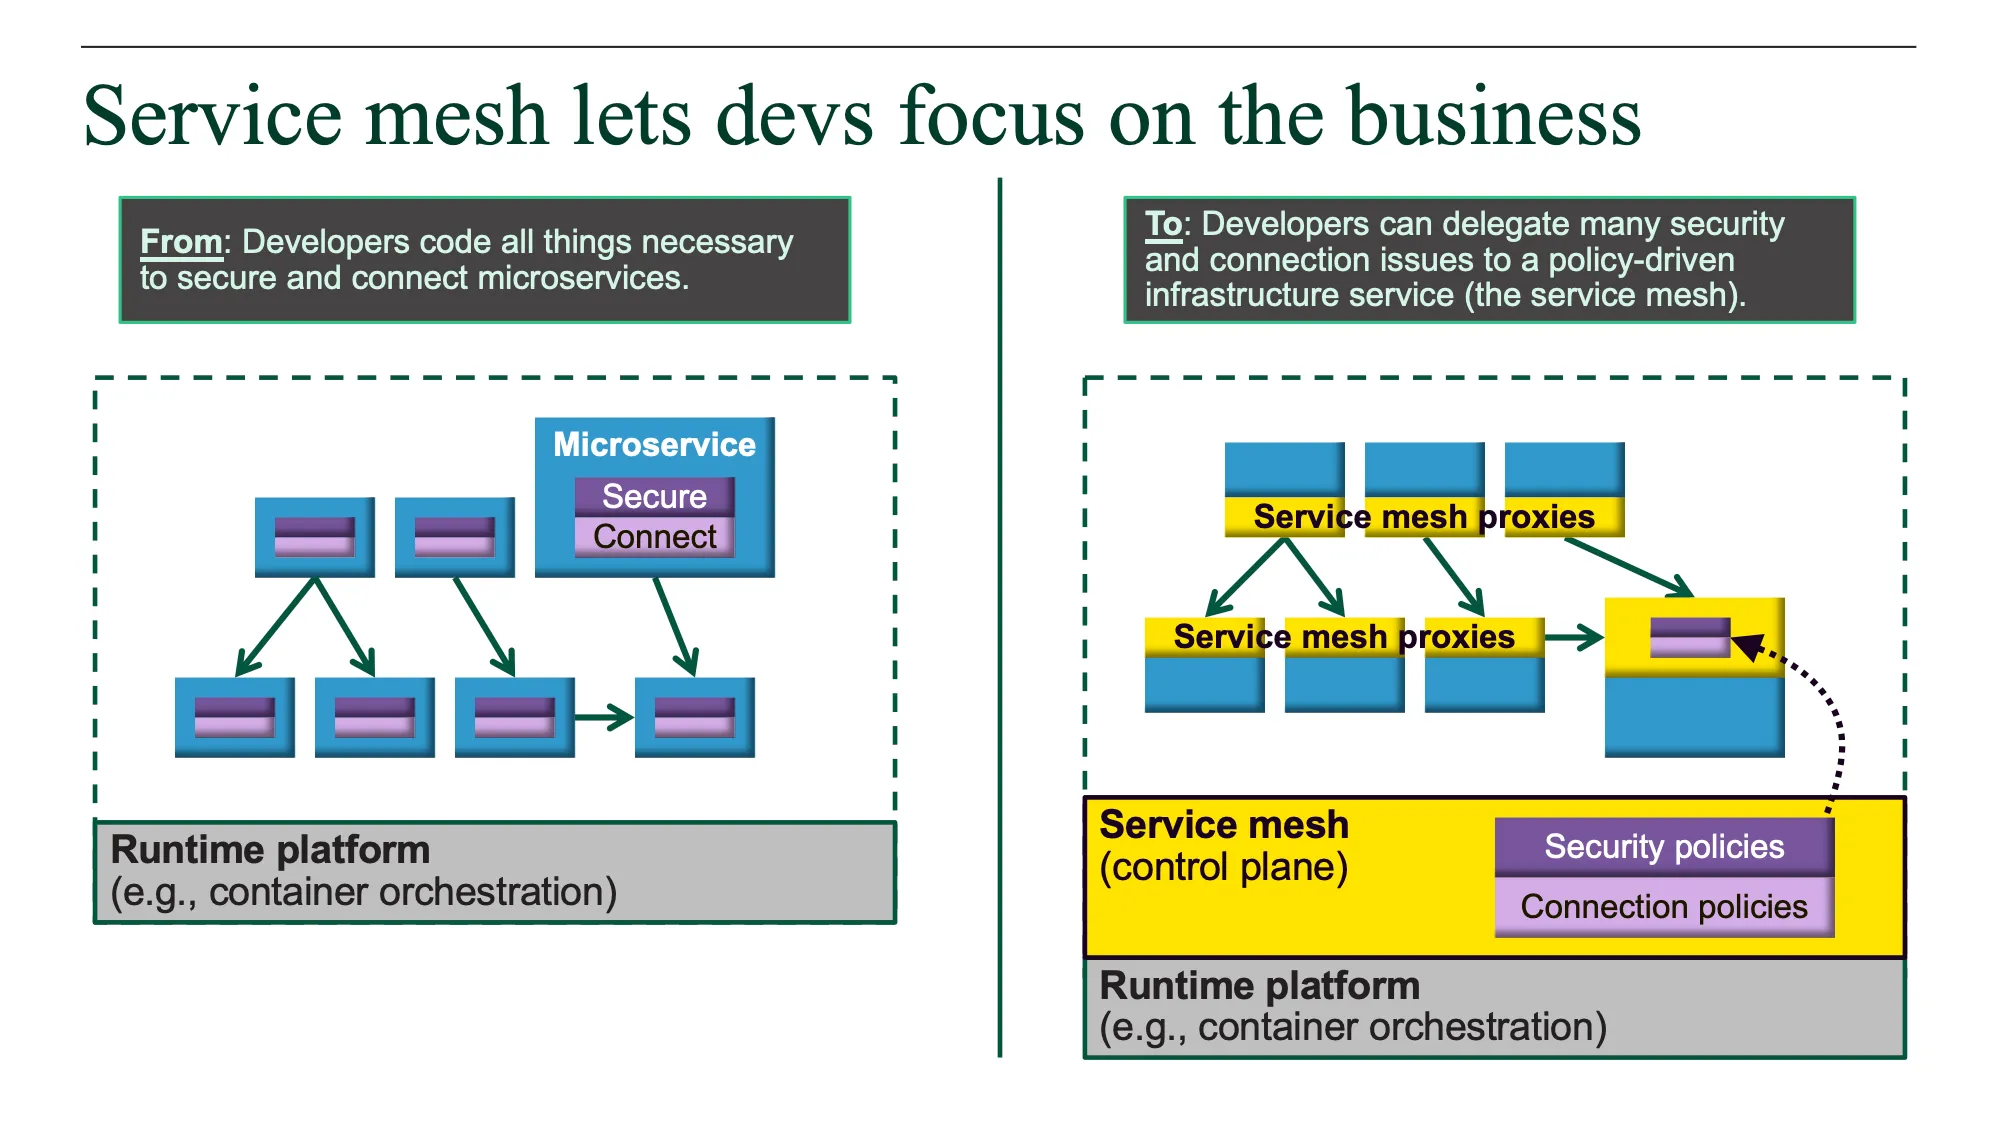 Service mesh lets devs focus on the business
From: Developers code all things necessary
to secure and connect microservices.
Microservice
Secure
Connect
Runtime platform
(e.g., container orchestration)
To: Developers can delegate many security
and connection issues to a policy-driven
infrastructure service (the service mesh).
Service mesh proxies
Service mesh proxies
Service mesh
(control plane)
Security policies
Connection policies
Runtime platform
(e.g., container orchestration)